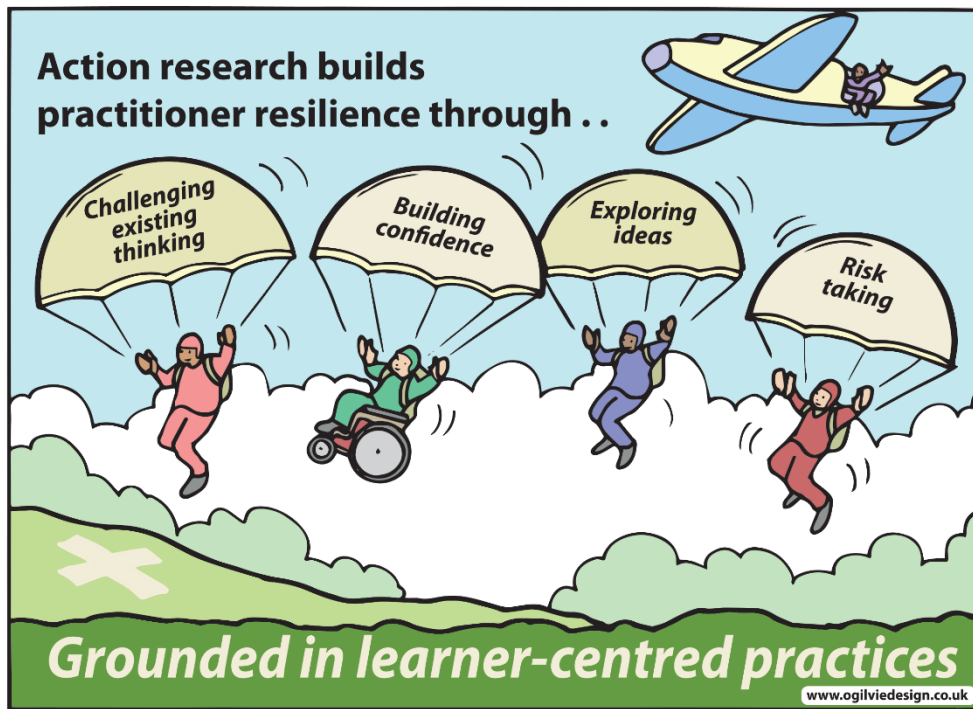 Action research builds
practitioner resilience through . .
Challenging
existing
thinking
Building
confidence
Exploring
ideas
Risk
taking
Grounded in learner-centred practices
www.ogilviedesign.co.uk